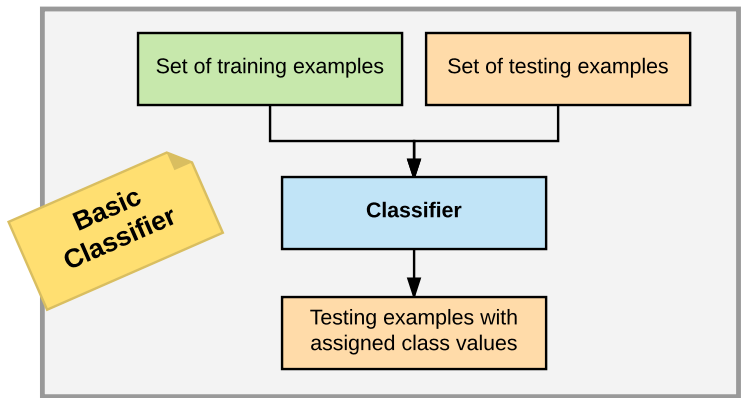 Set of training examples
Set of testing examples
Basic
Classifier
Classifier
Testing examples with
assigned class values